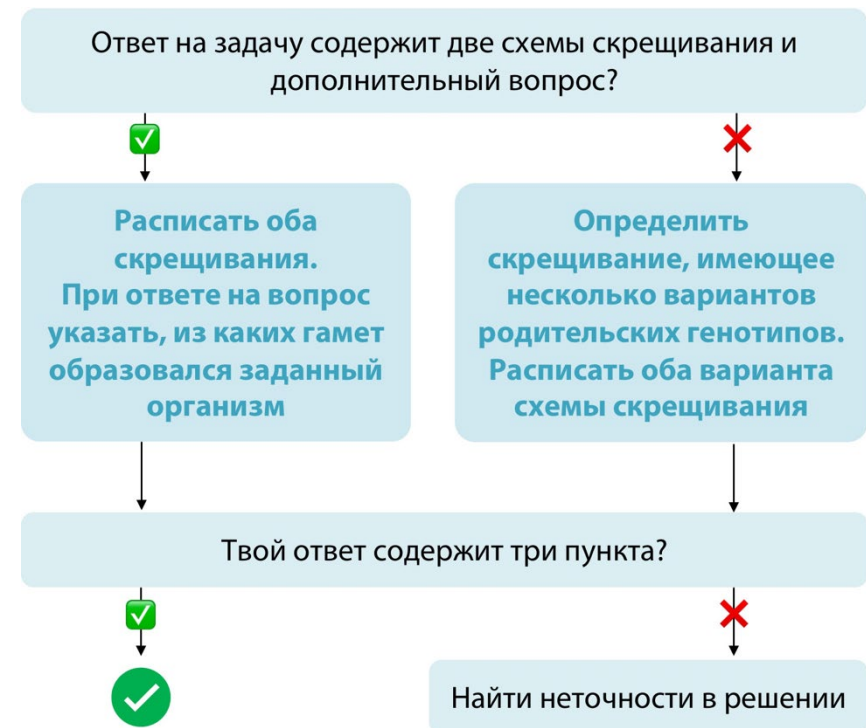 Ответ на задачу содержит две схемы скрещивания и
дополнительный вопрос?
Расписать оба
скрещивания.
При ответе на вопрос
указать, из каких гамет
образовался заданный
организм
Определить
скрещивание, имеющее
несколько вариантов
родительских генотипов.
Расписать оба варианта
схемы скрещивания
Твой ответ содержит три пункта?
Найти неточности в решении